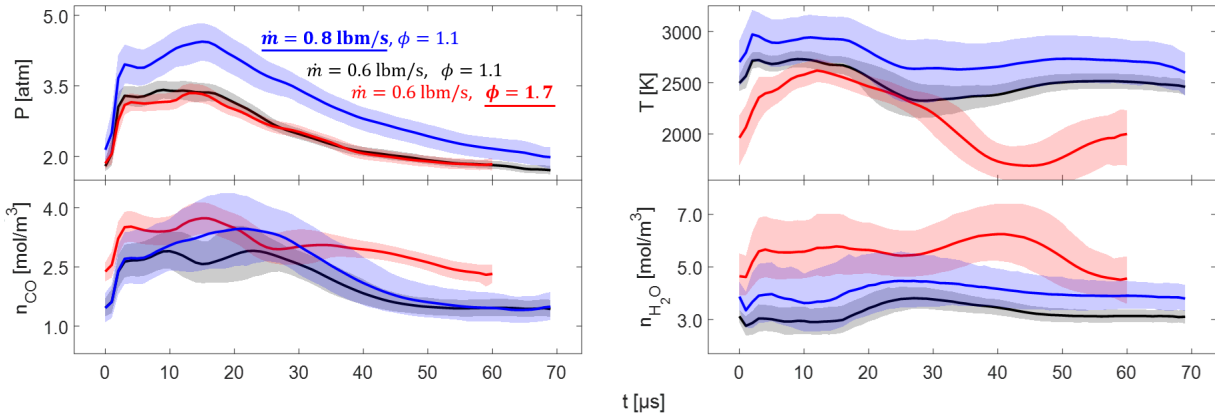 5.0
3.5
2.0
P [atm]
ṁ = 0.8 lbm/s, ϕ = 1.1
ṁ = 0.6 lbm/s, ϕ = 1.1
ṁ = 0.6 lbm/s, ϕ = 1.7
4.0
2.5
1.0
n_CO [mol/m³]
0 10 20 30 40 50 60 70
3000
2500
2000
T [K]
7.0
5.0
3.0
n_H₂O [mol/m³]
0 10 20 30 40 50 60 70
t [μs]